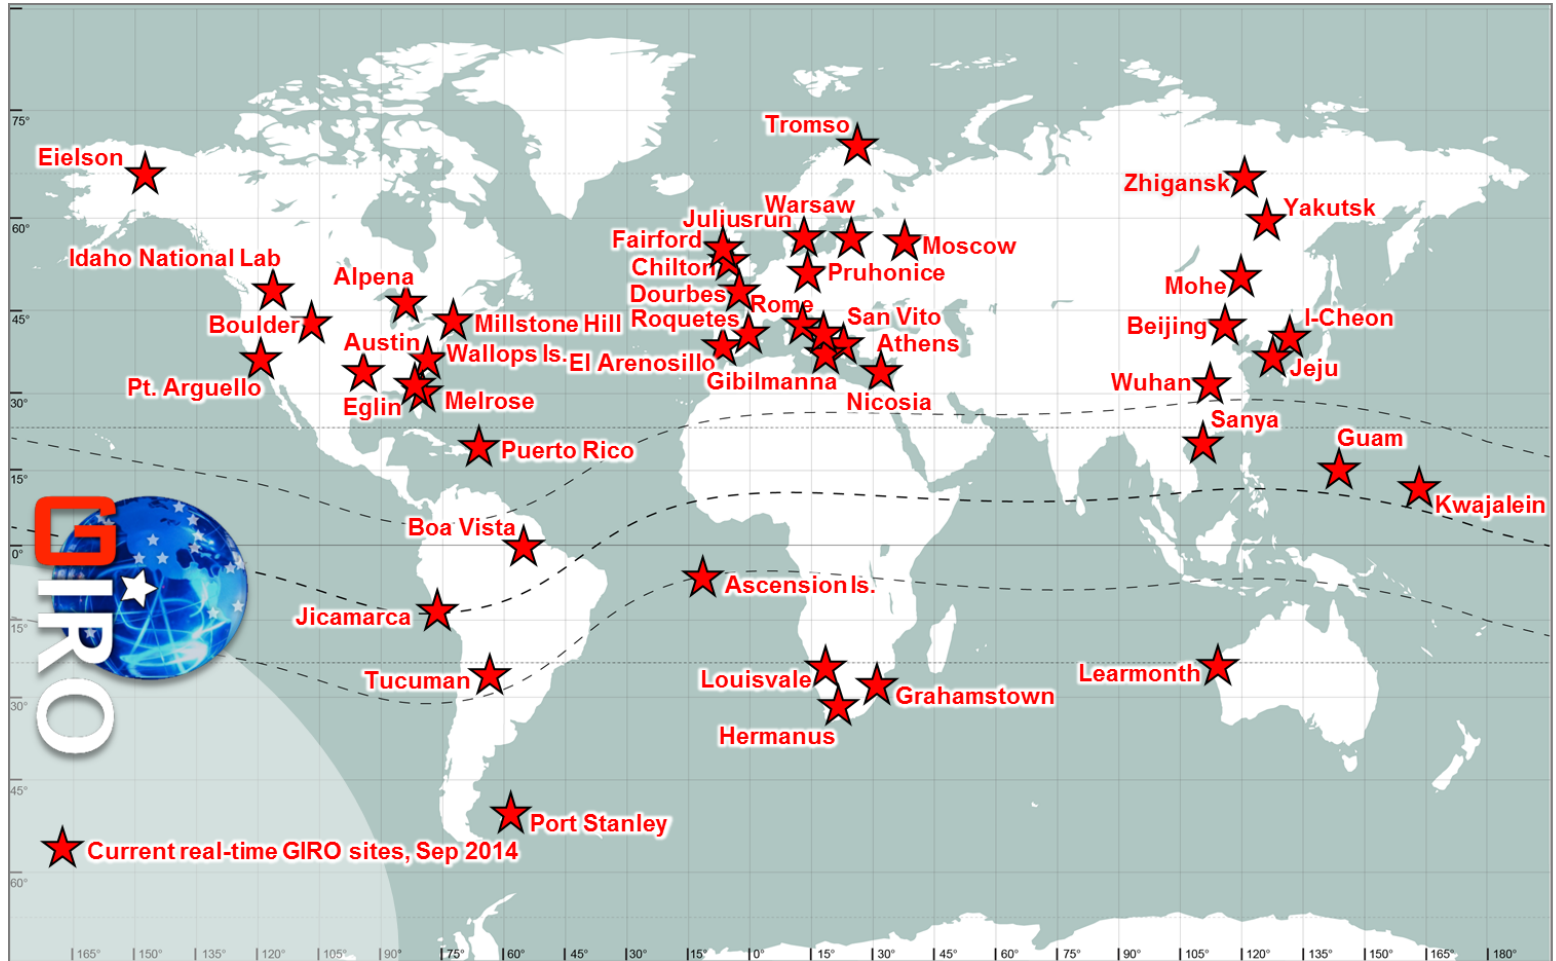 75°
Tromso
Eielson
Zhigansk
Yakutsk
60°
Warsaw
Juliusrun
Fairford
Moscow
Idaho National Lab
Alpena
Chilton
Pruhonice
Mohe
Dourbes
Rome
45°
Boulder
Millstone Hill
Roquetes
San Vito
Beijing
I-Cheon
Austin
Wallops Is.
El Arenosillo
Athens
Jeju
Pt. Arguello
Gibilmanna
Wuhan
30°
Eglin
Melrose
Nicosia
Sanya
Puerto Rico
Guam
15°
Kwajalein
GIRO
Boa Vista
0°
Ascension Is.
Jicamarca
15°
Tucuman
Louisvale
Learmonth
Grahamstown
30°
Hermanus
45°
Port Stanley
Current real-time GIRO sites, Sep 2014
60°
165° 150° 135° 120° 105° 90° 75° 60° 45° 30° 15° 0° 15° 30° 45° 60° 75° 90° 105° 120° 135° 150° 165° 180°